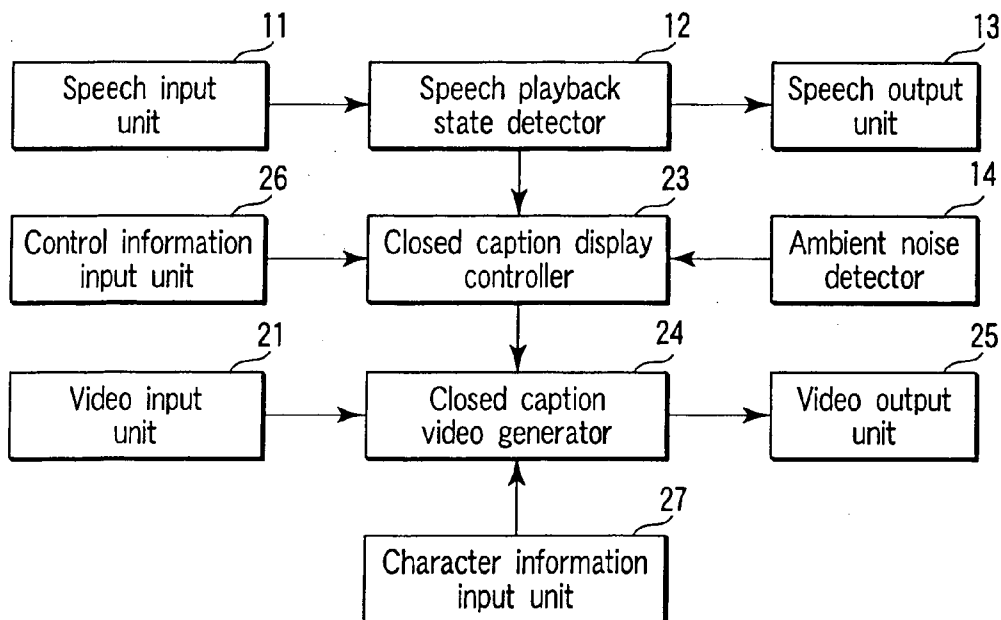 11
12
13
Speech input
unit
Speech playback
state detector
Speech output
unit
26
23
14
Control information
input unit
Closed caption display
controller
Ambient noise
detector
21
24
25
Video input
unit
Closed caption
video generator
Video output
unit
27
Character information
input unit